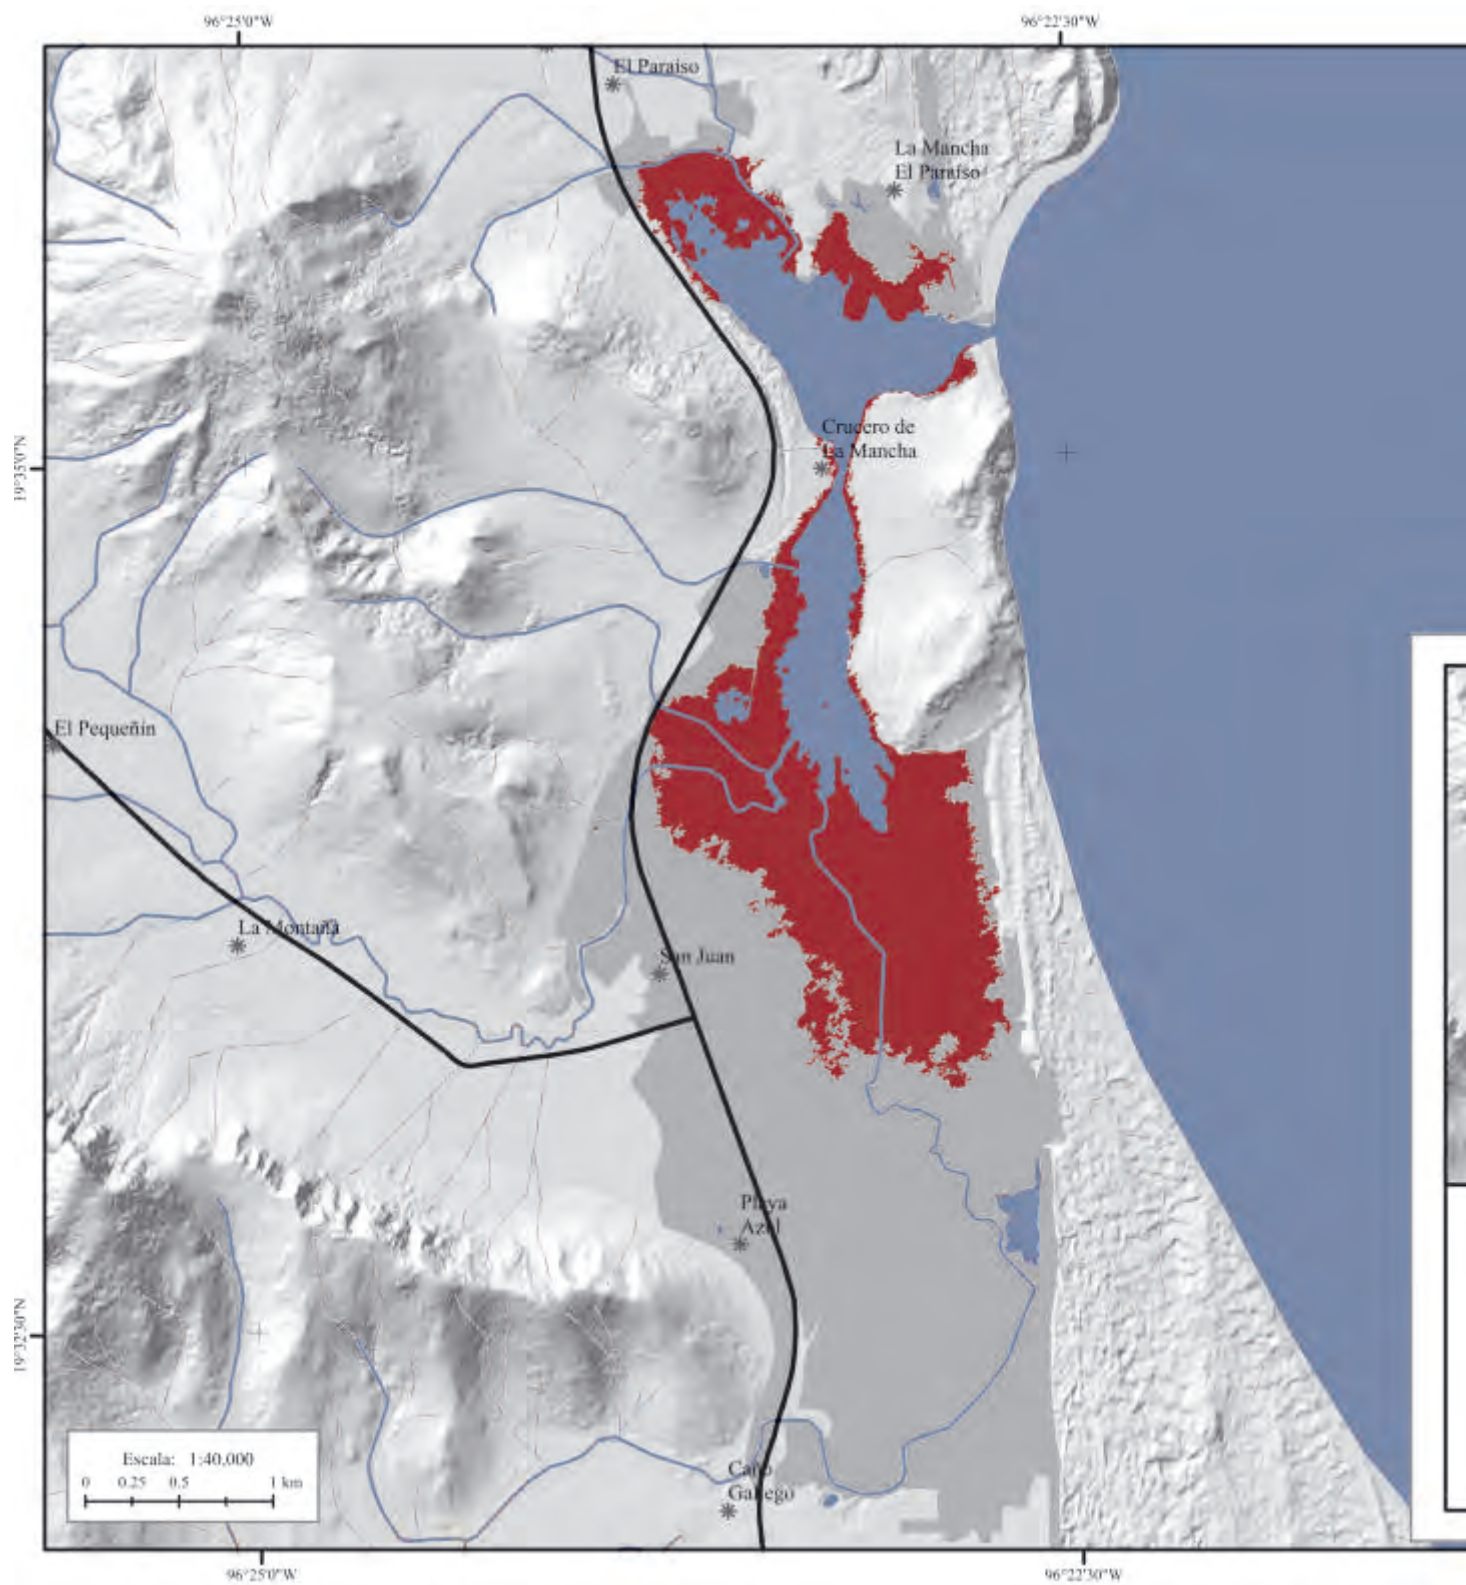 96°25'0"W
96°22'30"W
El Paraiso
La Mancha
El Paraíso
19°35'0"N
Crucero de
La Mancha
El Pequeñin
La Montaña
San Juan
Playa
Azul
19°32'30"N
Escala: 1:40,000
0 0.25 0.5 1 km
Caño
Gallego
96°25'0"W
96°22'30"W